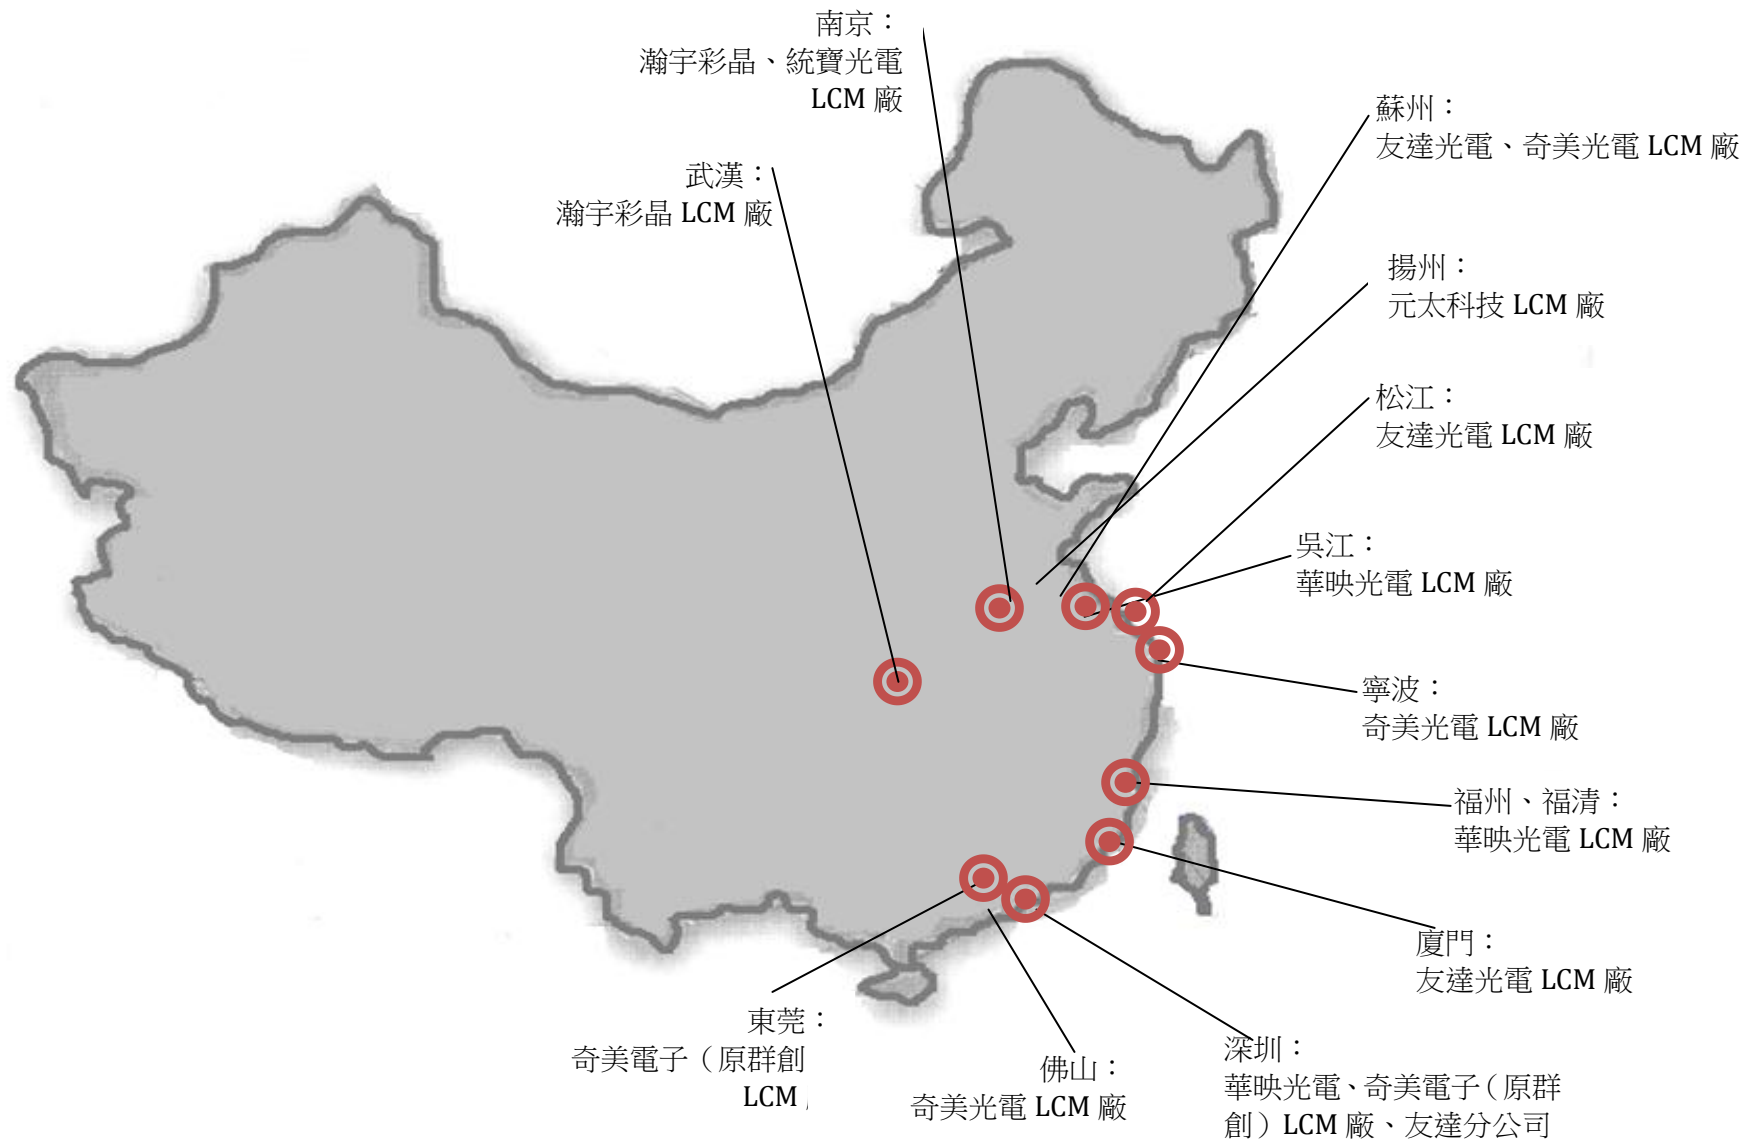 南京：
瀚宇彩晶、統寶光電
LCM 廠
蘇州：
友達光電、奇美光電 LCM 廠
武漢：
瀚宇彩晶 LCM 廠
揚州：
元太科技 LCM 廠
松江：
友達光電 LCM 廠
吳江：
華映光電 LCM 廠
寧波：
奇美光電 LCM 廠
福州、福清：
華映光電 LCM 廠
廈門：
友達光電 LCM 廠
東莞：
奇美電子（原群創
LCM
佛山：
奇美光電 LCM 廠
深圳：
華映光電、奇美電子（原群
創）LCM 廠、友達分公司